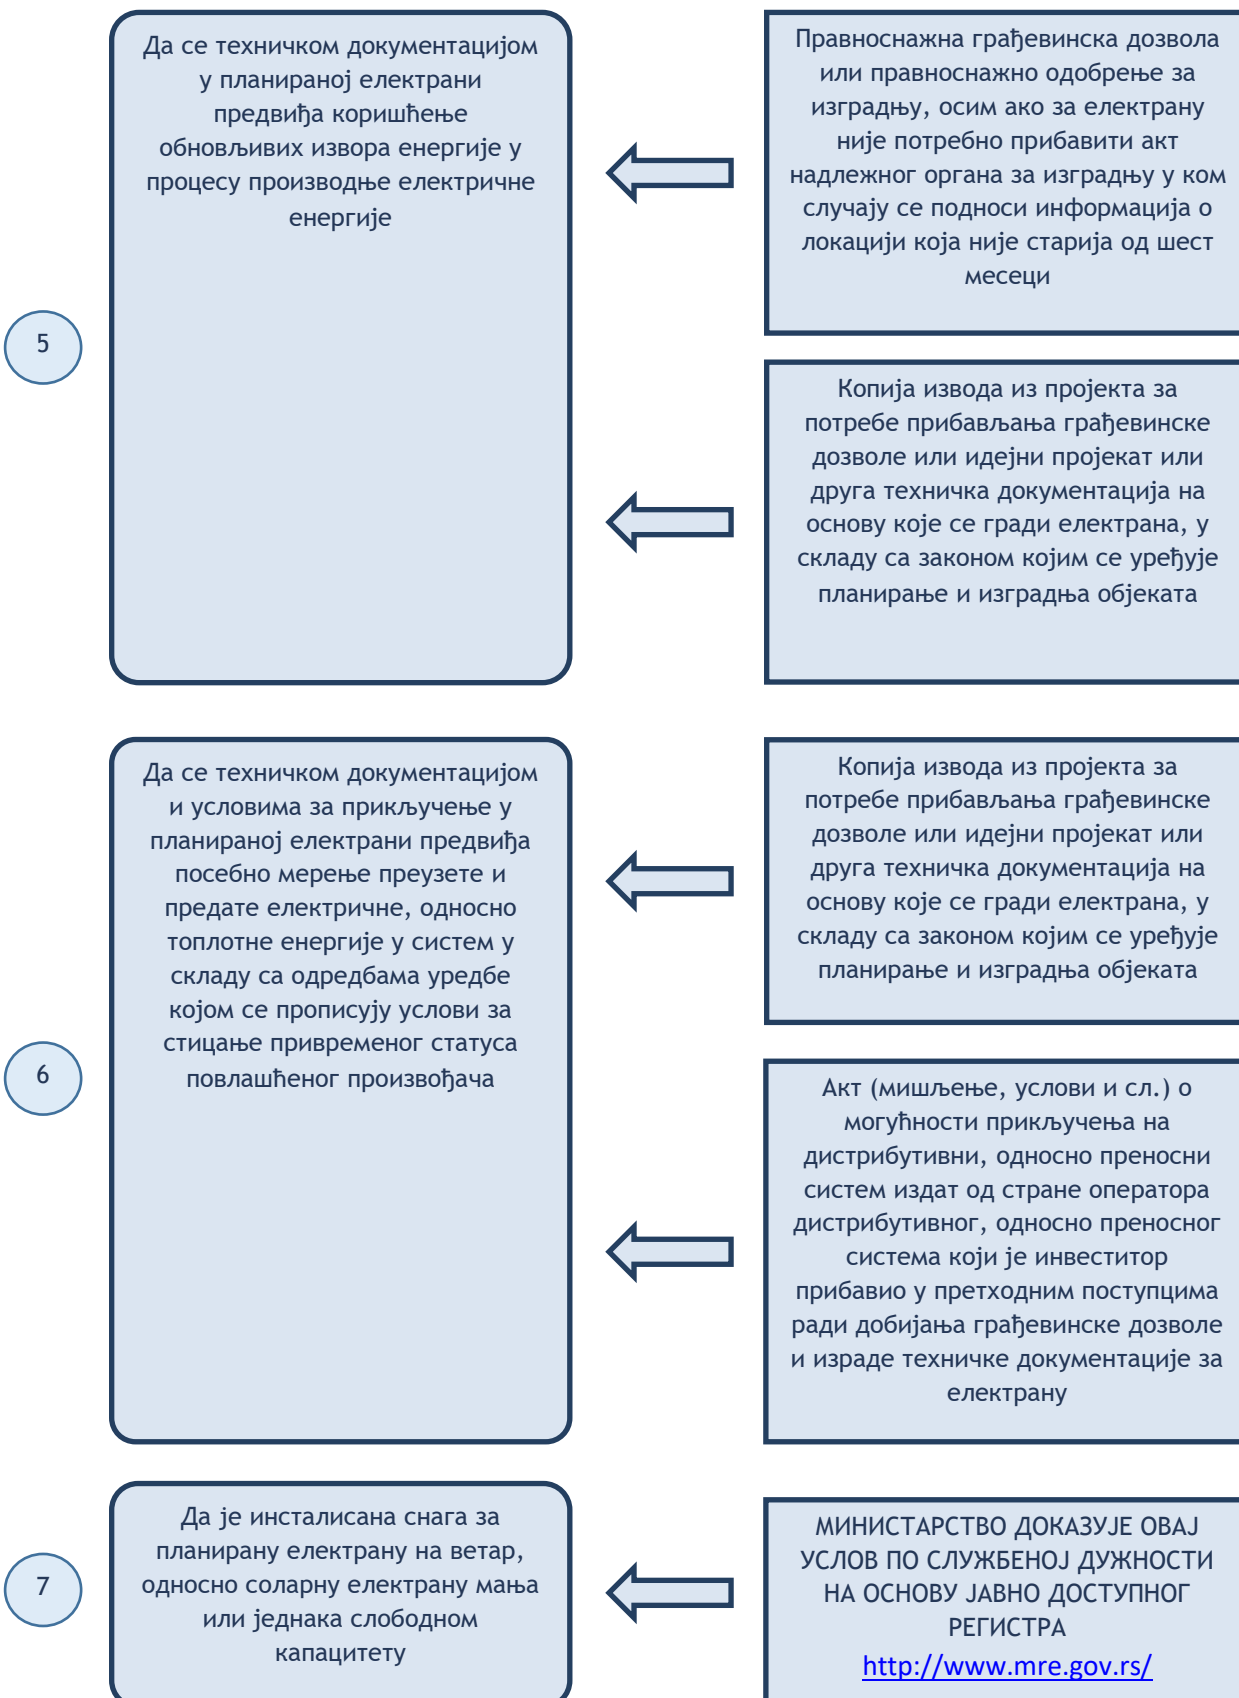 Да се техничком документацијом
у планираној електрани
предвиђа коришћење
обновљивих извора енергије у
процесу производње електричне
енергије
Правноснажна грађевинска дозвола
или правноснажно одобрење за
изградњу, осим ако за електрану
није потребно прибавити акт
надлежног органа за изградњу у ком
случају се подноси информација о
локацији која није старија од шест
месеци
5
Копија извода из пројекта за
потребе прибављања грађевинске
дозволе или идејни пројекат или
друга техничка документација на
основу које се гради електрана, у
складу са законом којим се уређује
планирање и изградња објеката
Да се техничком документацијом
и условима за прикључење у
планираној електрани предвиђа
посебно мерење преузете и
предате електричне, односно
топлотне енергије у систем у
складу са одредбама уредбе
којом се прописују услови за
стицање привременог статуса
повлашћеног произвођача
Копија извода из пројекта за
потребе прибављања грађевинске
дозволе или идејни пројекат или
друга техничка документација на
основу које се гради електрана, у
складу са законом којим се уређује
планирање и изградња објеката
6
Акт (мишљење, услови и сл.) о
могућности прикључења на
дистрибутивни, односно преносни
систем издат од стране оператора
дистрибутивног, односно преносног
система који је инвеститор
прибавио у претходним поступцима
ради добијања грађевинске дозволе
и израде техничке документације за
електрану
7
Да је инсталисана снага за
планирану електрану на ветар,
односно соларну електрану мања
или једнака слободном
капацитету
МИНИСТАРСТВО ДОКАЗУЈЕ ОВАЈ
УСЛОВ ПО СЛУЖБЕНОЈ ДУЖНОСТИ
НА ОСНОВУ ЈАВНО ДОСТУПНОГ
РЕГИСТРА
http://www.mre.gov.rs/